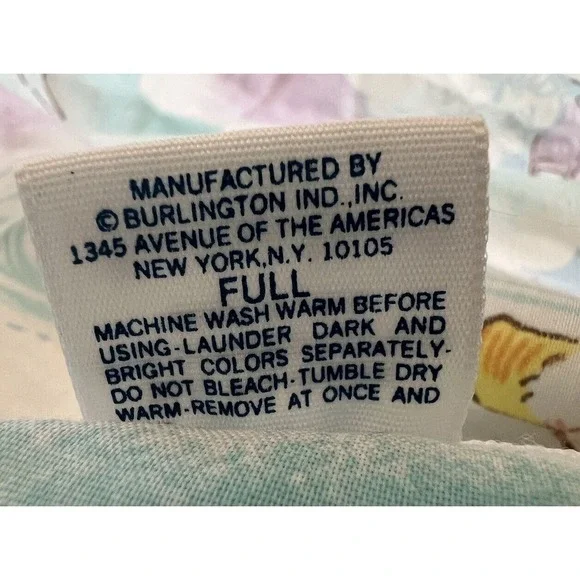 MANUFACTURED BY
©BURLINGTON IND.,INC.
1345 AVENUE OF THE AMERICAS
NEW YORK,N.Y. 10105
FULL
MACHINE WASH WARM BEFORE
USING-LAUNDER DARK AND
BRIGHT COLORS SEPARATELY-
DO NOT BLEACH-TUMBLE DRY
WARM-REMOVE AT ONCE AND